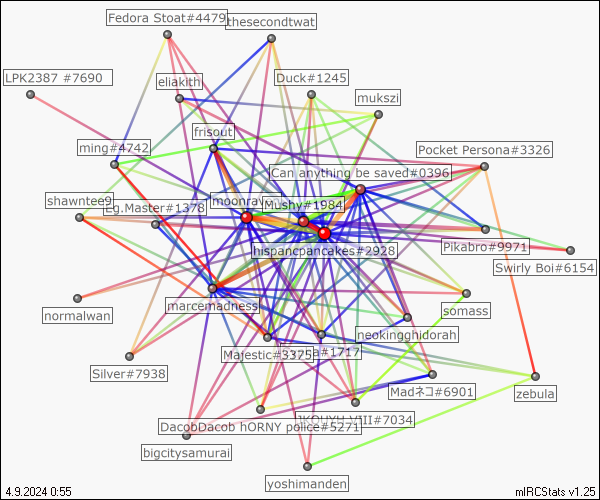 Fedora Stoat#4479
thesecondtwat
LPK2387 #7690
eliakith
Duck#1245
mukszi
frisout
ming#4742
Pocket Persona#3326
Can anything be saved#0396
shawntee9
Eg.Master#1378
moonrav
Mushy#1984
hispancpancakes#2928
Pikabro#9971
Swirly Boi#6154
normalwan
marcemadness
somass
neokingghidorah
Majestic#3375
a#1717
Silver#7938
Madネコ#6901
zebula
VIII#7034
DacobDacob
police#5271
bigcitysamurai
yoshimanden
4.9.2024 0:55
mIRCStats v1.25